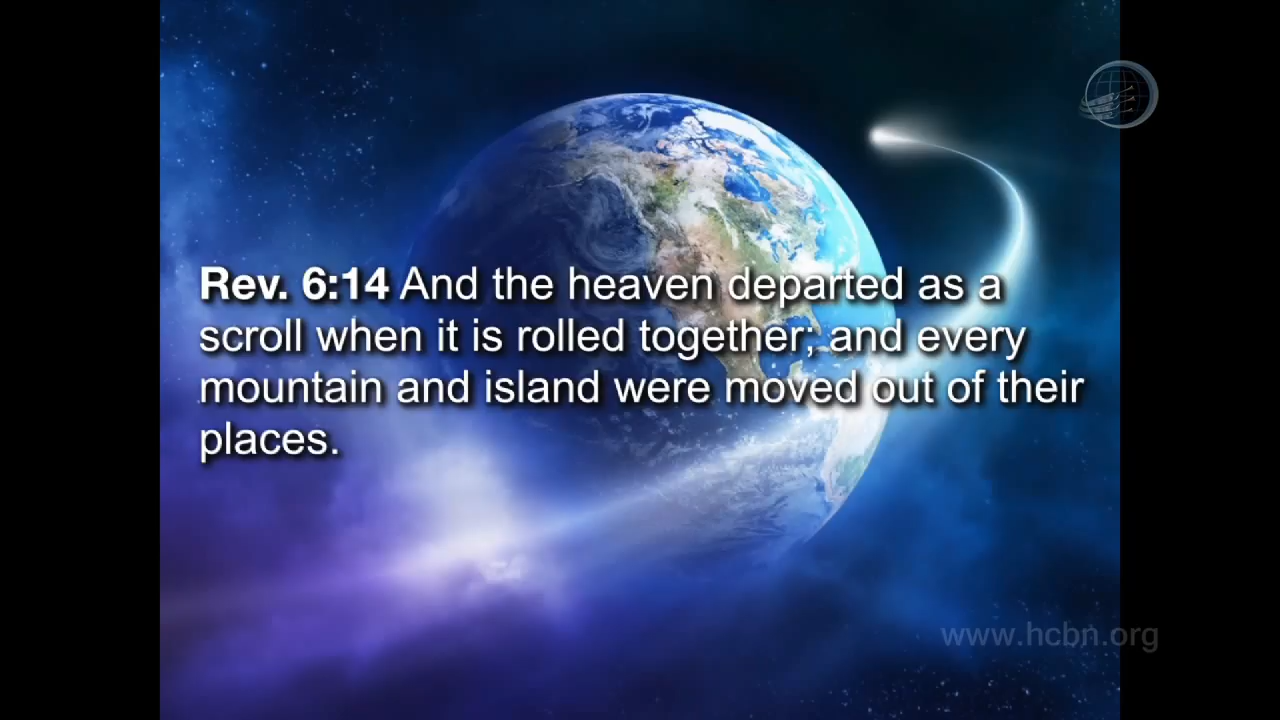 Rev. 6:14 And the heaven departed as a
scroll when it is rolled together; and every
mountain and island were moved out of their
places.
www.hcbn.org